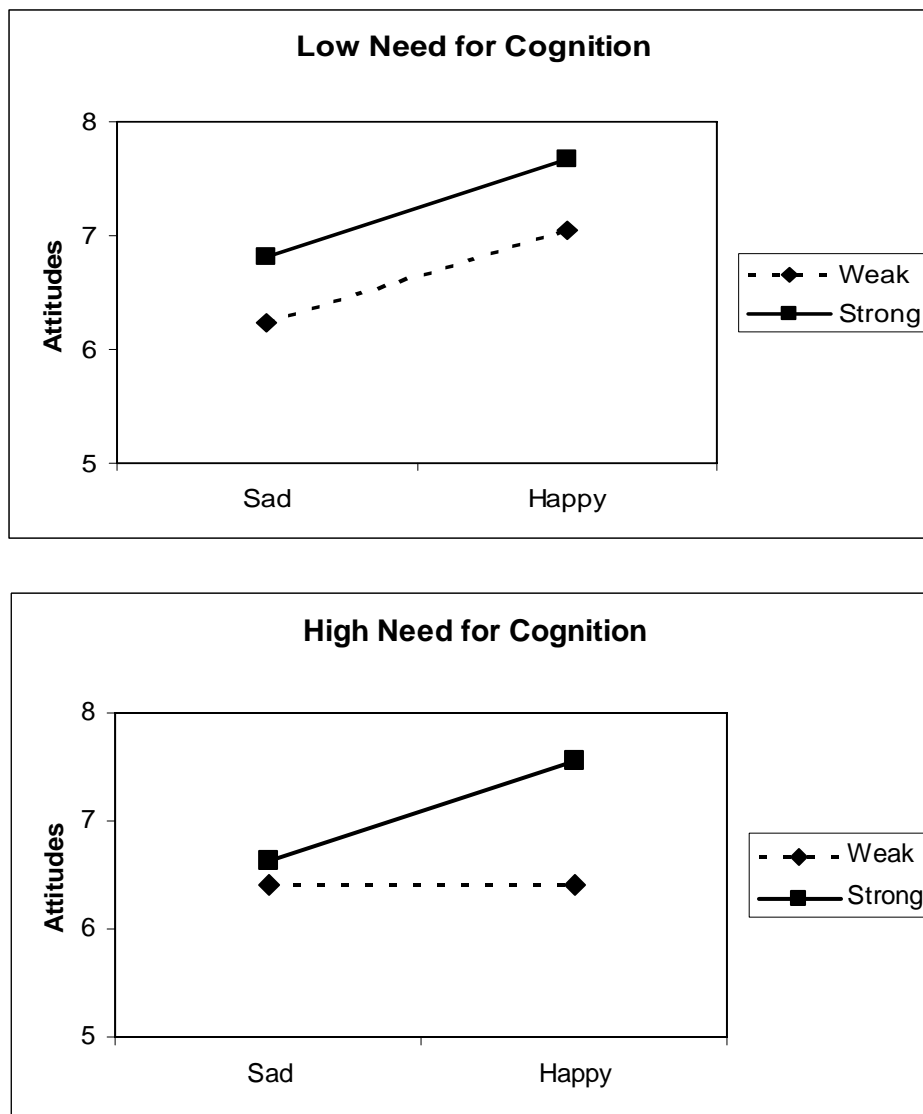 Low Need for Cognition
8
7
6
5
Attitudes
Sad Happy
Weak
Strong
High Need for Cognition
8
7
6
5
Attitudes
Sad Happy
Weak
Strong